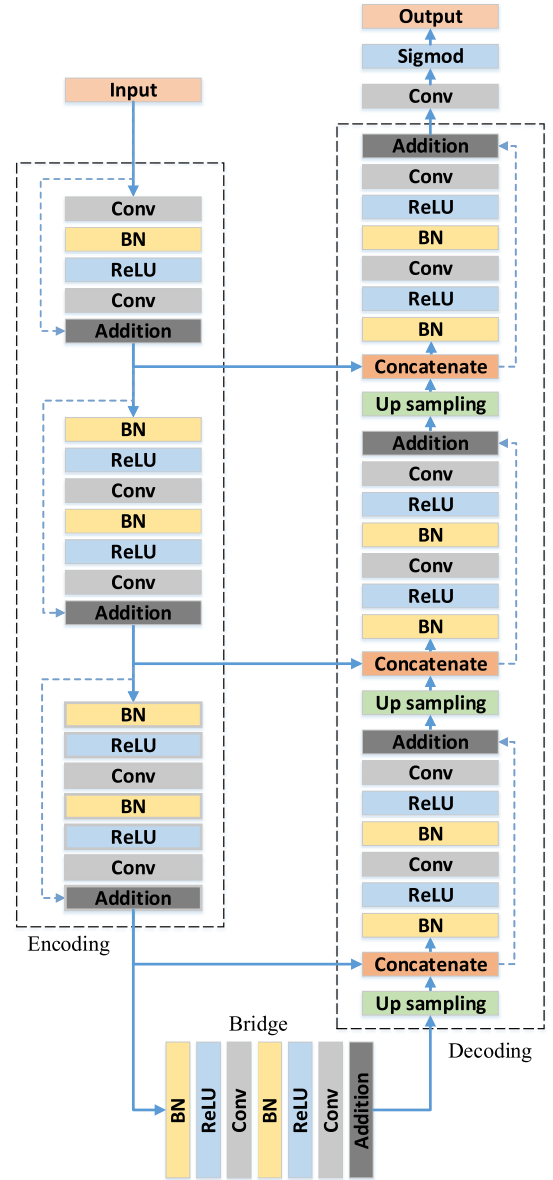 Input
Conv
BN
ReLU
Conv
Addition
BN
ReLU
Conv
BN
ReLU
Conv
Addition
BN
ReLU
Conv
BN
ReLU
Conv
Addition
Encoding
Bridge
BN
ReLU
Conv
BN
ReLU
Conv
Addition
Output
Sigmod
Conv
Addition
Conv
ReLU
BN
Conv
ReLU
BN
Concatenate
Up sampling
Addition
Conv
ReLU
BN
Conv
ReLU
BN
Concatenate
Up sampling
Addition
Conv
ReLU
BN
Conv
ReLU
BN
Concatenate
Up sampling
Decoding